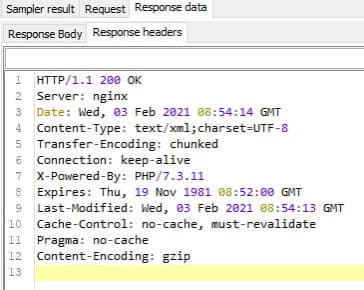 Sampler result Request Response data
Response Body Response headers
1 HTTP/1.1 200 OK
2 Server: nginx
3 Date: Wed, 03 Feb 2021 08:54:14 GMT
4 Content-Type: text/xml;charset=UTF-8
5 Transfer-Encoding: chunked
6 Connection: keep-alive
7 X-Powered-By: PHP/7.3.11
8 Expires: Thu, 19 Nov 1981 08:52:00 GMT
9 Last-Modified: Wed, 03 Feb 2021 08:54:13 GMT
10 Cache-Control: no-cache, must-revalidate
11 Pragma: no-cache
12 Content-Encoding: gzip
13